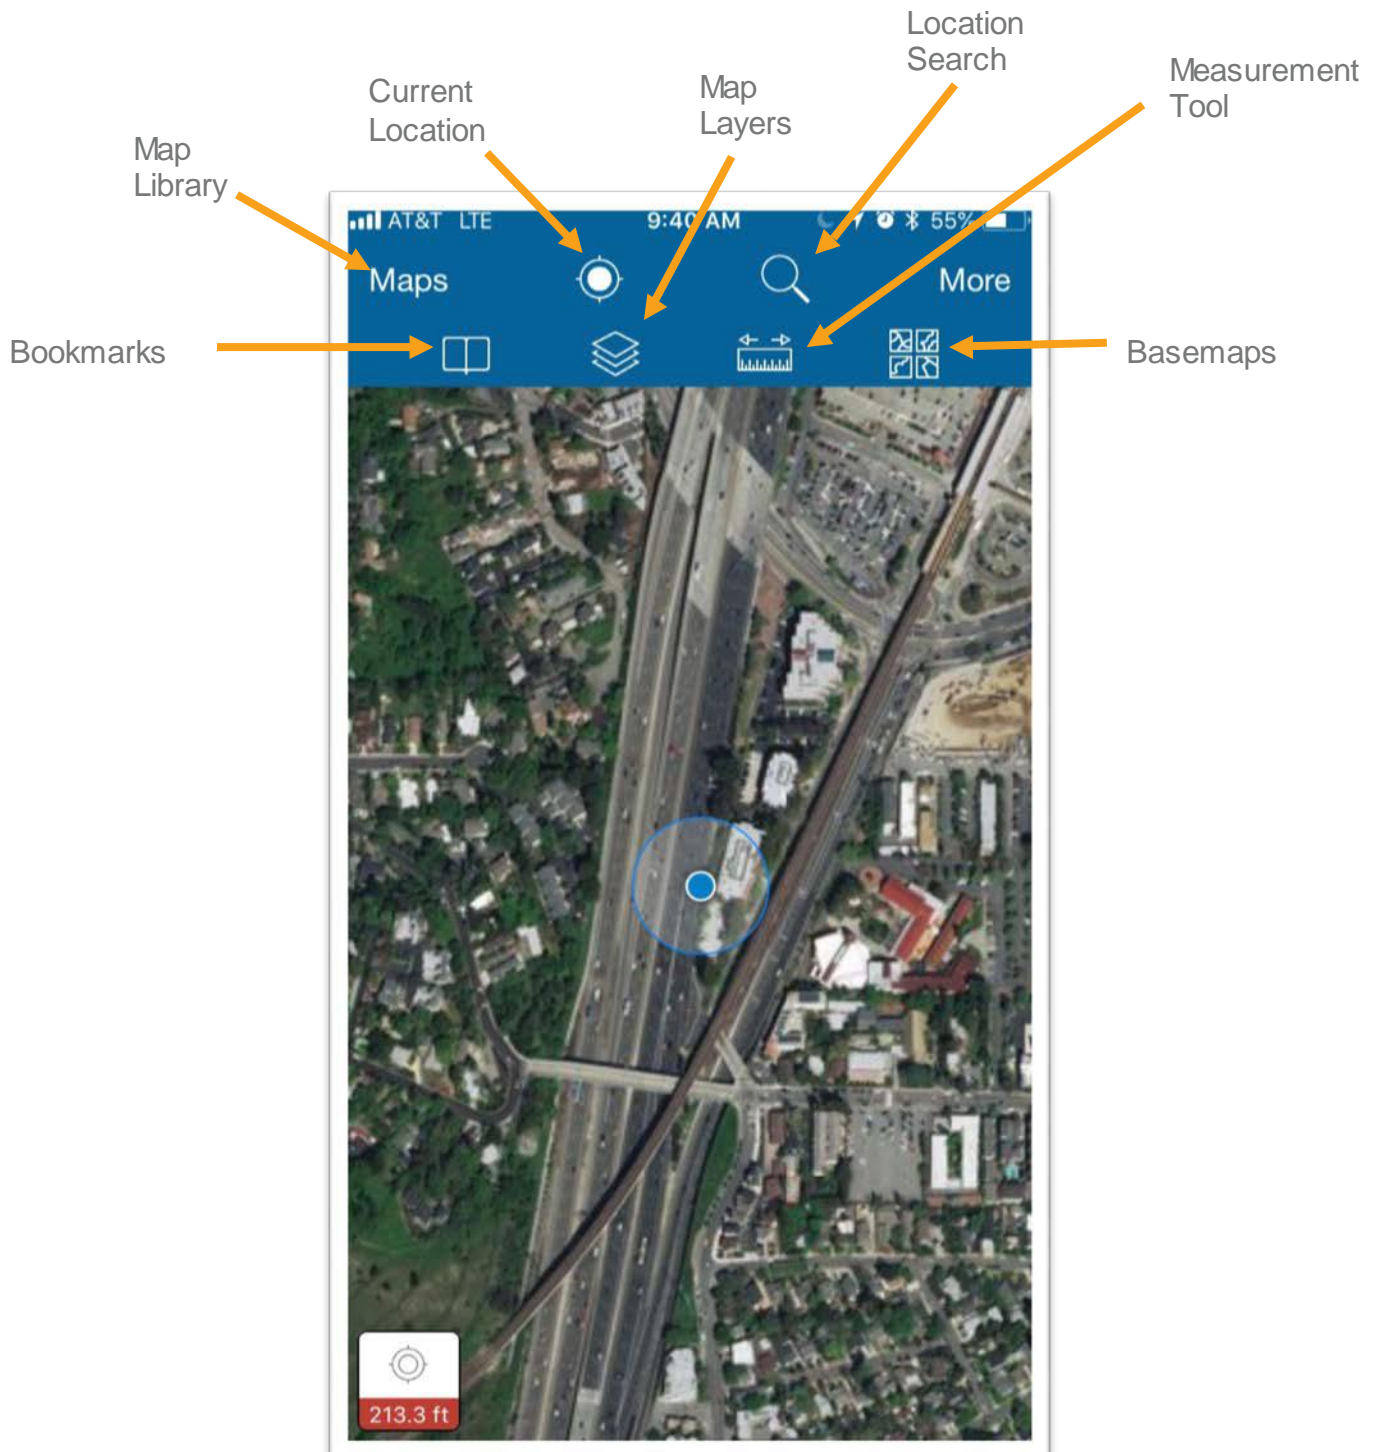 Location
Search
Measurement
Tool
Current
Location
Map
Layers
Map
Library
AT&T LTE 9:40 AM 55%
Maps
More
Bookmarks
Basemaps
213.3 ft